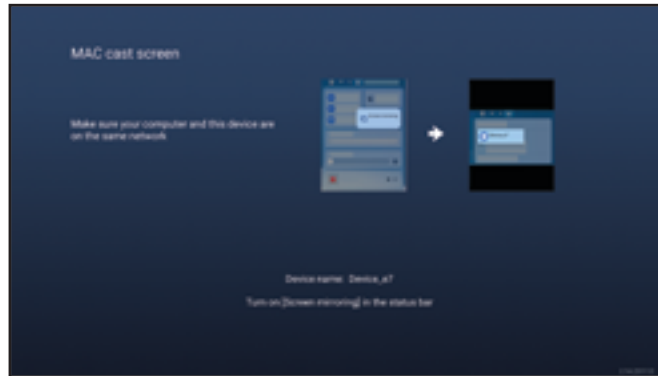 MAC cast screen
Make sure your computer and this device are
on the same network
Device name: Device_a7
Turn on [Screen mirroring] in the status bar